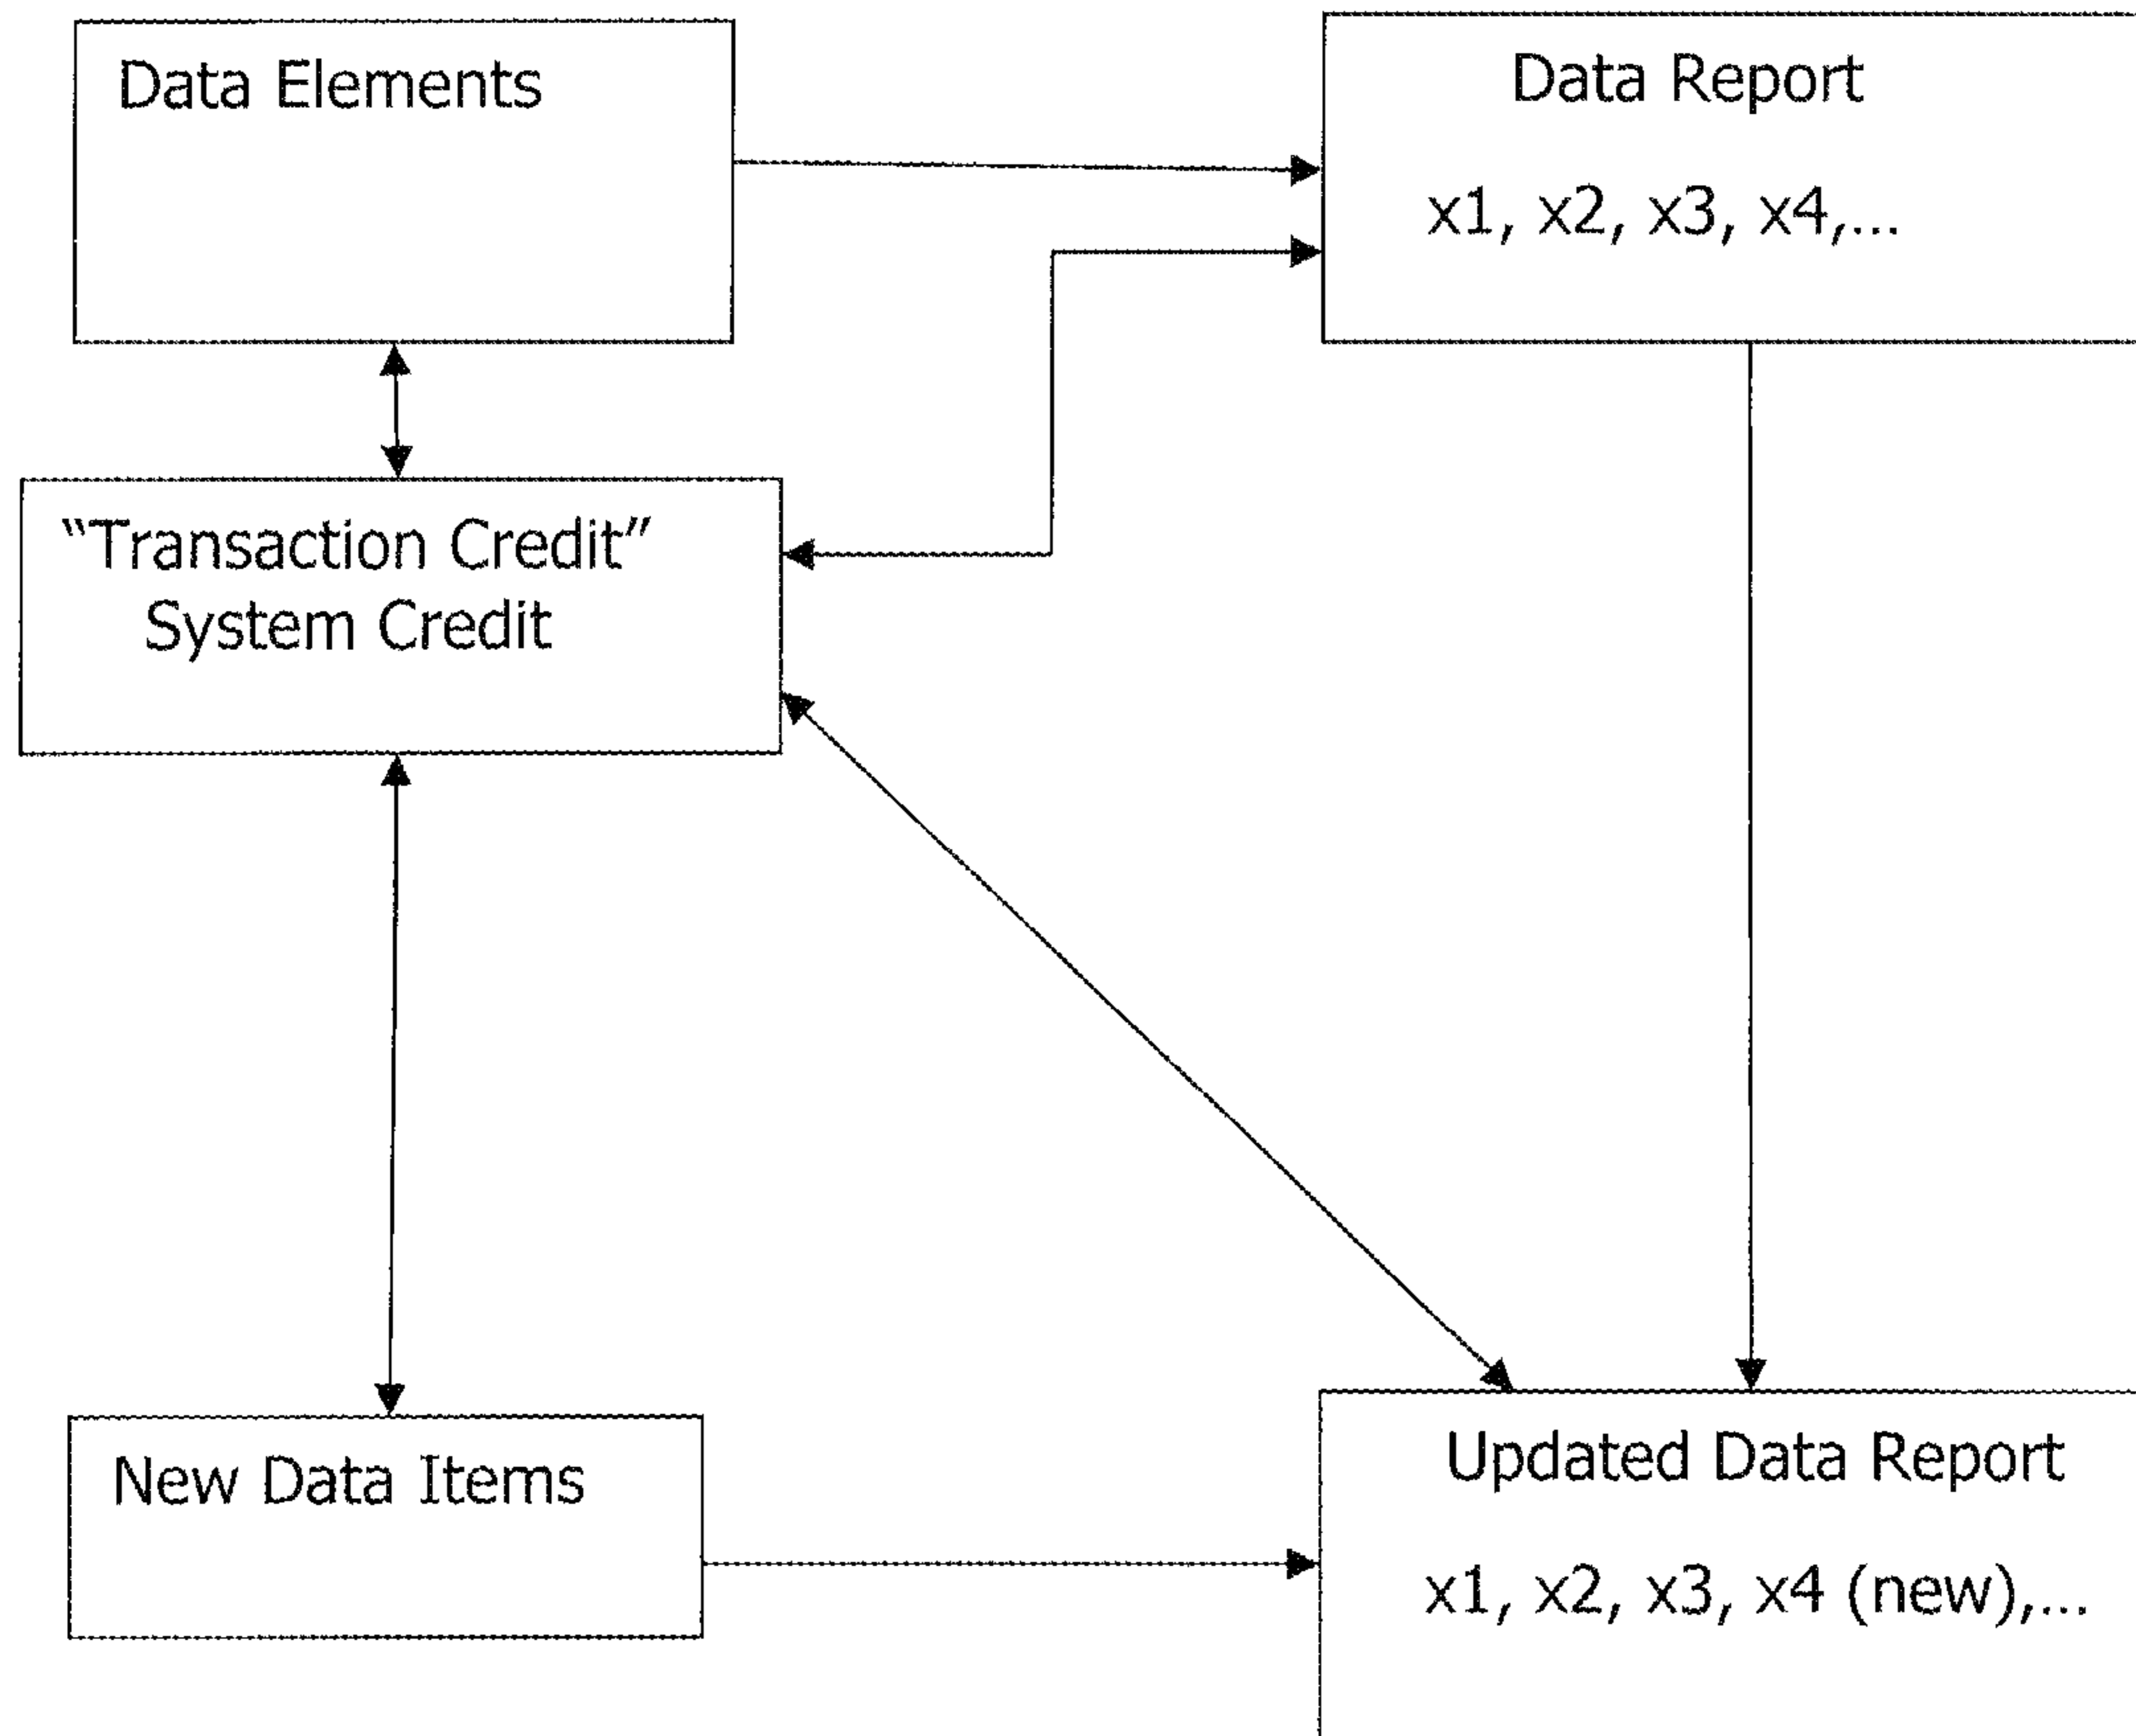 Data Elements
Data Report
x1, x2, x3, x4,...
“Transaction Credit”
System Credit
New Data Items
Updated Data Report
x1, x2, x3, x4 (new),...